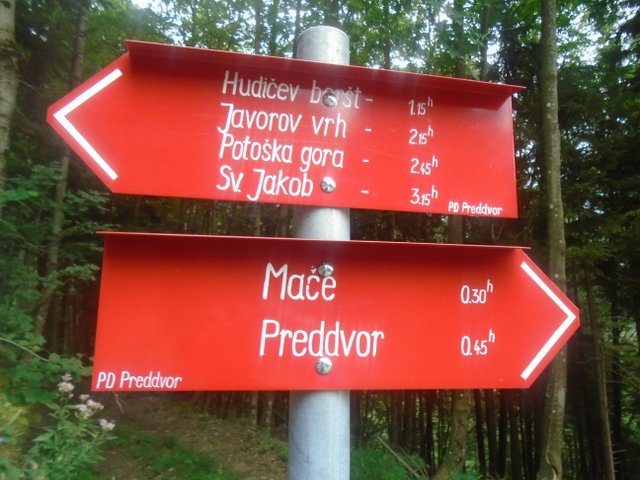 Hudičev boršt - 1.15h
Javorov vrh - 2.15h
Potoška gora - 2.45h
Sv. Jakob - 3.15h
PD Preddvor
Mače 0.30h
Preddvor 0.45h
PD Preddvor